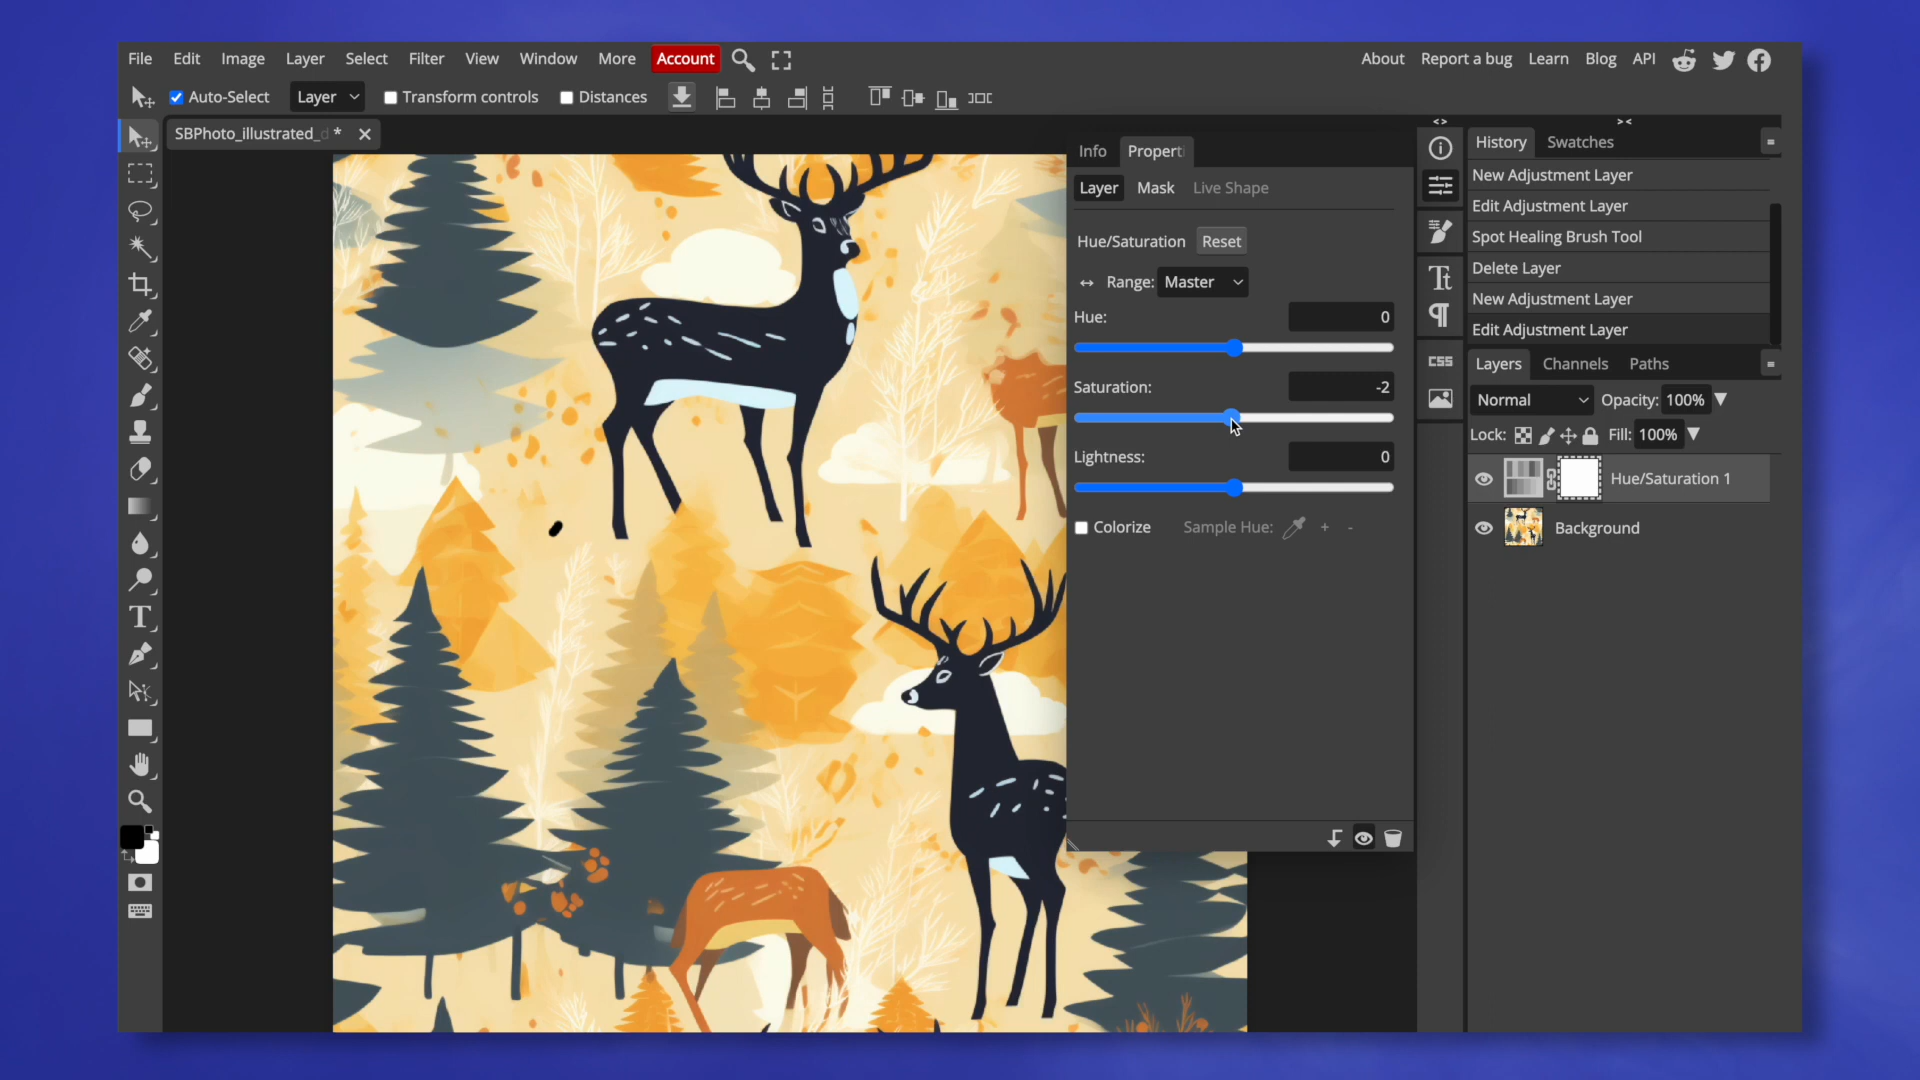 File Edit Image Layer Select Filter View Window More Account About Report a bug Learn Blog API
Auto-Select Layer Transform controls Distances
SBPhoto_illustrated_d *
Info Properti
Layer Mask Live Shape
Hue/Saturation Reset
Range: Master
Hue: 0
Saturation: -2
Lightness: 0
Colorize Sample Hue: + -
CSS
History Swatches
New Adjustment Layer
Edit Adjustment Layer
Spot Healing Brush Tool
Delete Layer
New Adjustment Layer
Edit Adjustment Layer
Layers Channels Paths
Normal Opacity: 100%
Lock: Fill: 100%
Hue/Saturation 1
Background